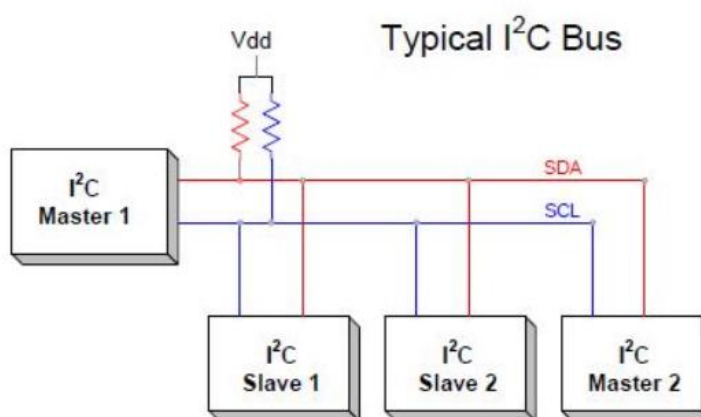 Typical I²C Bus
Vdd
I²C
Master 1
SDA
SCL
I²C
Slave 1
I²C
Slave 2
I²C
Master 2